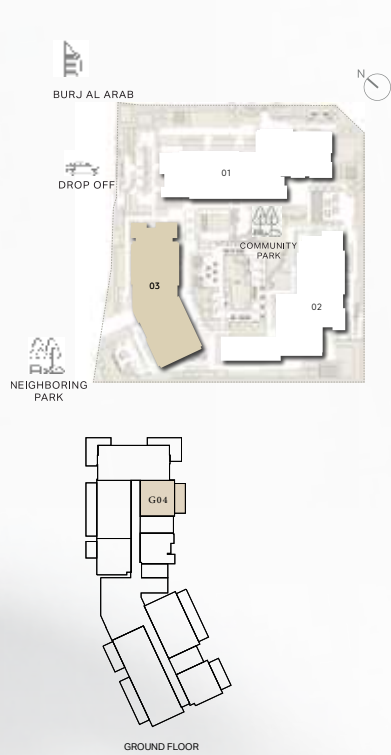 N
BURJ AL ARAB
01
DROP OFF
COMMUNITY
PARK
03
02
NEIGHBORING
PARK
G04
GROUND FLOOR